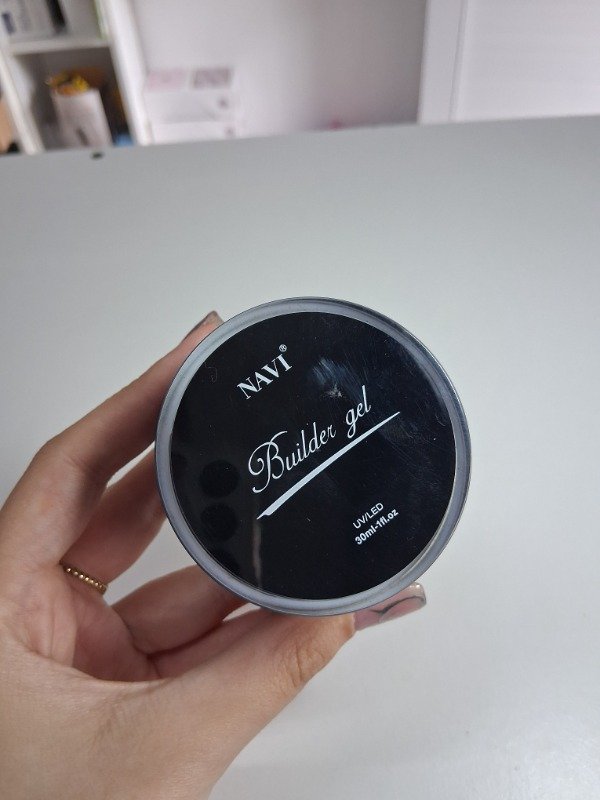 NAVI®
Builder gel
UV/LED
30ml-1fl.oz